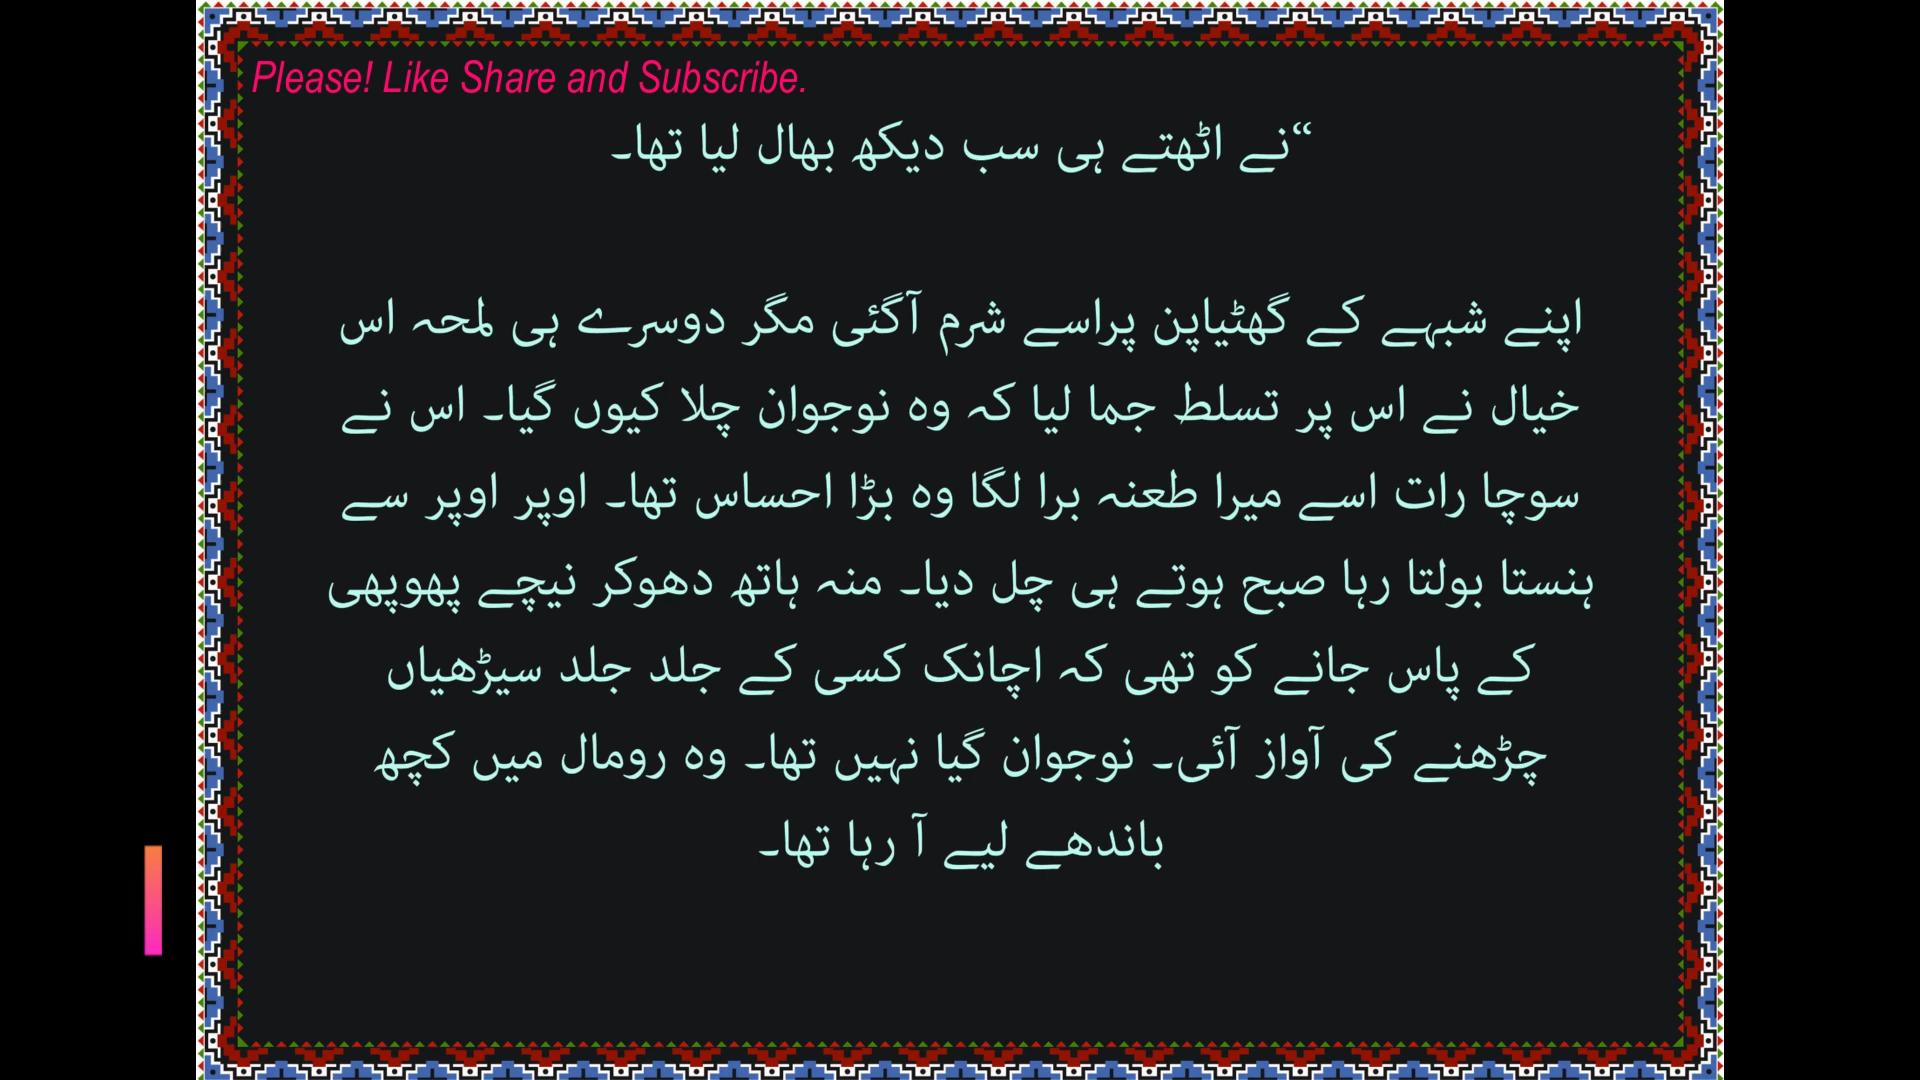 Please! Like Share and Subscribe.
“نے اٹھتے ہی سب دیکھ بھال لیا تھا۔
اپنے شبہے کے گھٹیاپن پراسے شرم آگئی مگر دوسرے ہی لمحہ اس
خیال نے اس پر تسلط جما لیا کہ وہ نوجوان چلا کیوں گیا۔ اس نے
سوچا رات اسے میرا طعنہ برا لگا وہ بڑا احساس تھا۔ اوپر اوپر سے
ہنستا بولتا رہا صبح ہوتے ہی چل دیا۔ منہ ہاتھ دھوکر نیچے پھوپھی
کے پاس جانے کو تھی کہ اچانک کسی کے جلد جلد سیڑھیاں
چڑھنے کی آواز آئی۔ نوجوان گیا نہیں تھا۔ وہ رومال میں کچھ
باندھے لیے آ رہا تھا۔